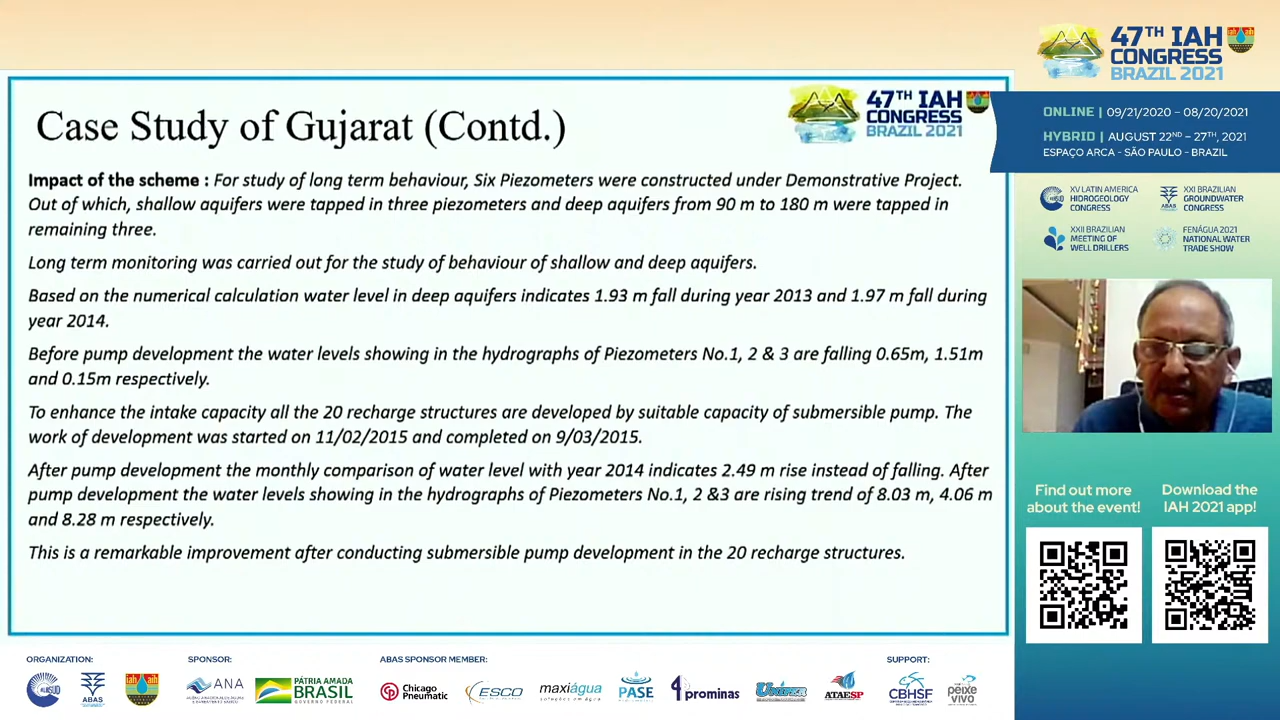 Case Study of Gujarat (Contd.)
47TH IAH
CONGRESS
BRAZIL 2021
Impact of the scheme : For study of long term behaviour, Six Piezometers were constructed under Demonstrative Project.
Out of which, shallow aquifers were tapped in three piezometers and deep aquifers from 90 m to 180 m were tapped in
remaining three.
Long term monitoring was carried out for the study of behaviour of shallow and deep aquifers.
Based on the numerical calculation water level in deep aquifers indicates 1.93 m fall during year 2013 and 1.97 m fall during
year 2014.
Before pump development the water levels showing in the hydrographs of Piezometers No.1, 2 & 3 are falling 0.65m, 1.51m
and 0.15m respectively.
To enhance the intake capacity all the 20 recharge structures are developed by suitable capacity of submersible pump. The
work of development was started on 11/02/2015 and completed on 9/03/2015.
After pump development the monthly comparison of water level with year 2014 indicates 2.49 m rise instead of falling. After
pump development the water levels showing in the hydrographs of Piezometers No.1, 2 &3 are rising trend of 8.03 m, 4.06 m
and 8.28 m respectively.
This is a remarkable improvement after conducting submersible pump development in the 20 recharge structures.
47TH IAH
CONGRESS
BRAZIL 2021
ONLINE | 09/21/2020 – 08/20/2021
HYBRID | AUGUST 22ND – 27TH, 2021
ESPAÇO ARCA - SÃO PAULO - BRAZIL
XV LATIN AMERICA
HIDROGEOLOGY
CONGRESS
XXI BRAZILIAN
GROUNDWATER
CONGRESS
XXII BRAZILIAN
MEETING OF
WELL DRILLERS
FENÁGUA 2021
NATIONAL WATER
TRADE SHOW
Find out more
about the event!
Download the
IAH 2021 app!
ORGANIZATION:
ALHSUD
ABAS
iah aih
SPONSOR:
ANA
PÁTRIA AMADA
BRASIL
GOVERNO FEDERAL
ABAS SPONSOR MEMBER:
Chicago
Pneumatic
ESCO
maxiágua
soluções em água
PASE
prominas
UNIPER
ATAESP
SUPPORT:
CBHSF
peixe
vivo